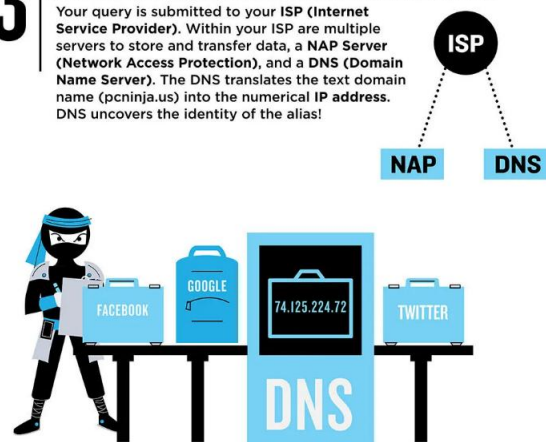 3
Your query is submitted to your ISP (Internet
Service Provider). Within your ISP are multiple
servers to store and transfer data, a NAP Server
(Network Access Protection), and a DNS (Domain
Name Server). The DNS translates the text domain
name (pcninja.us) into the numerical IP address.
DNS uncovers the identity of the alias!
ISP
NAP
DNS
FACEBOOK
GOOGLE
74.125.224.72
TWITTER
DNS